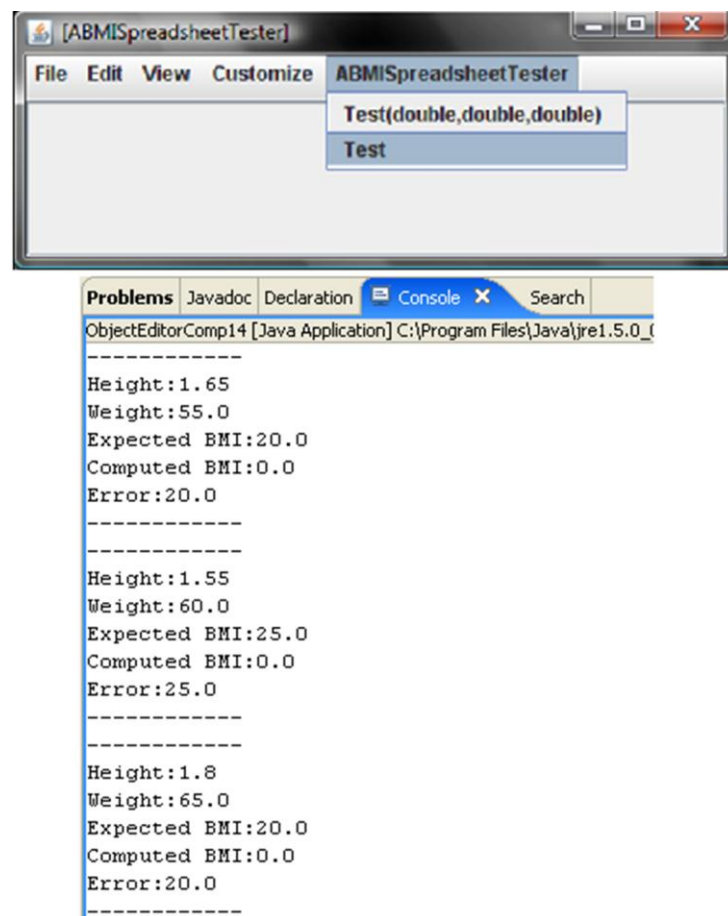 [ABMISpreadsheetTester]
File Edit View Customize ABMISpreadsheetTester
Test(double,double,double)
Test
Problems Javadoc Declaration Console Search
ObjectEditorComp14 [Java Application] C:\Program Files\Java\jre1.5.0_0
------------
Height:1.65
Weight:55.0
Expected BMI:20.0
Computed BMI:0.0
Error:20.0
------------
------------
Height:1.55
Weight:60.0
Expected BMI:25.0
Computed BMI:0.0
Error:25.0
------------
------------
Height:1.8
Weight:65.0
Expected BMI:20.0
Computed BMI:0.0
Error:20.0
------------